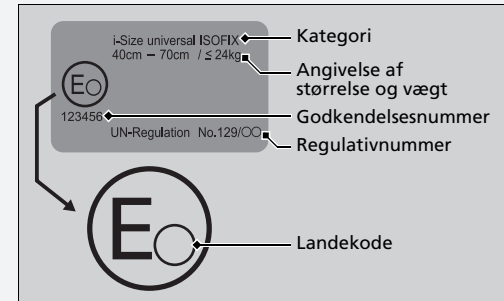 i-Size universal ISOFIX
40cm – 70cm / ≤ 24kg
E○
123456
UN-Regulation No.129/○○
Kategori
Angivelse af
størrelse og vægt
Godkendelsesnummer
Regulativnummer
E○
Landekode